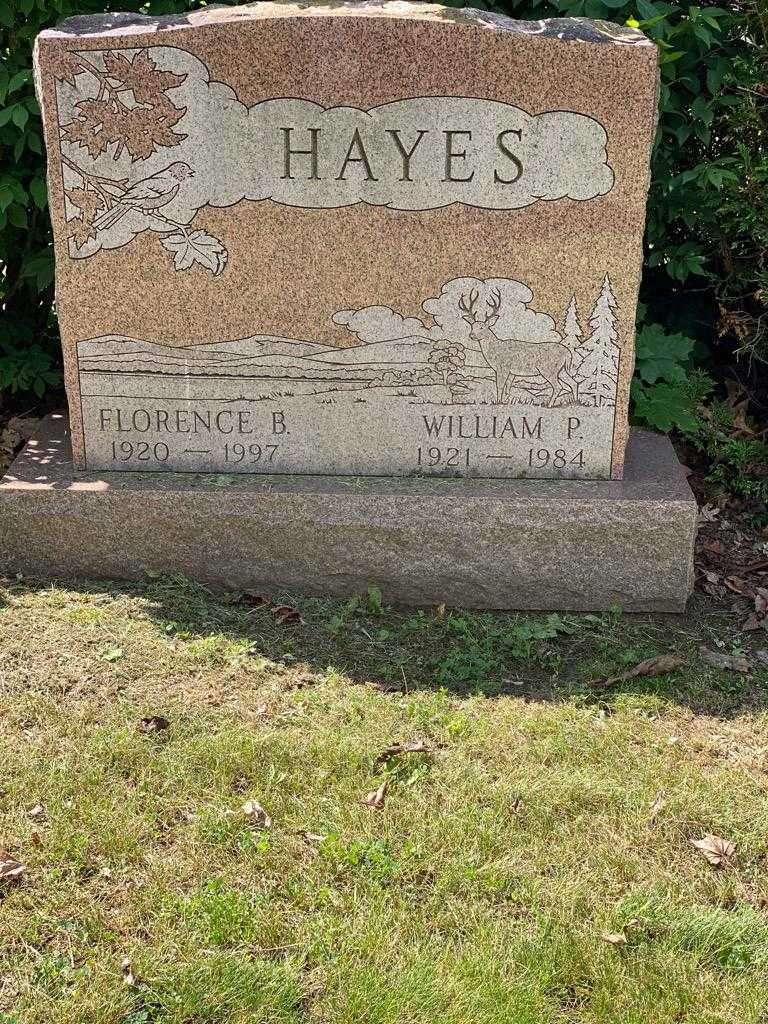 HAYES
FLORENCE B. WILLIAM P.
1920 — 1997 1921 — 1984